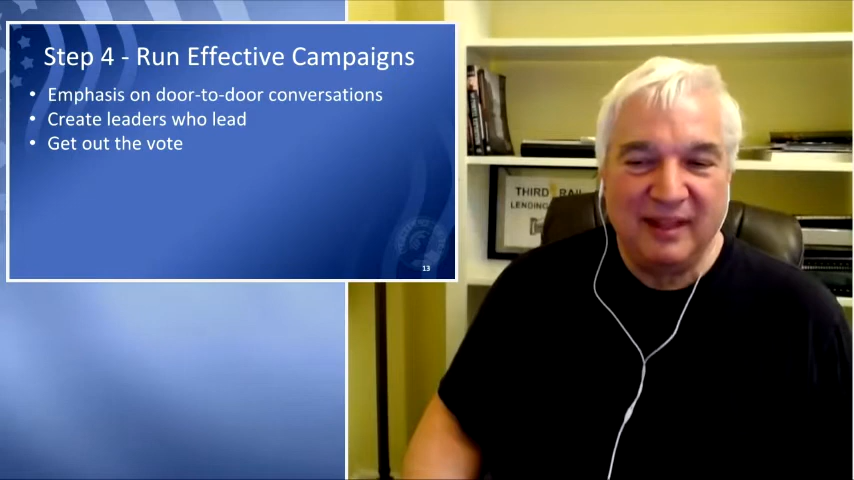 Step 4 - Run Effective Campaigns
• Emphasis on door-to-door conversations
• Create leaders who lead
• Get out the vote
13
THIRD RAIL
LENDING